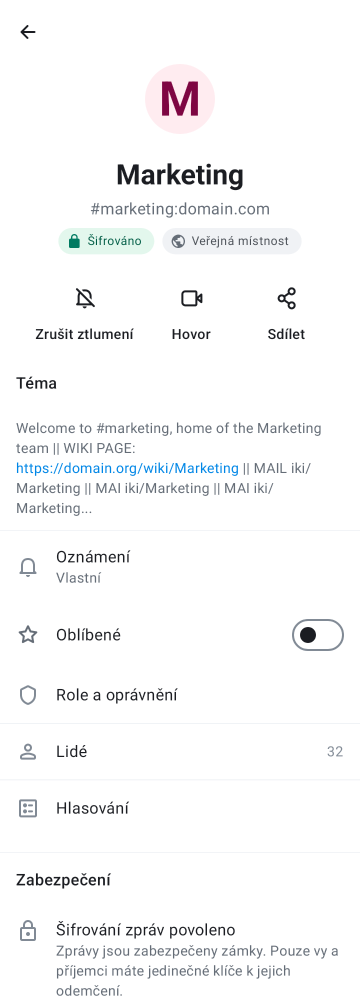 M
Marketing
#marketing:domain.com
Šifrováno
Veřejná místnost
Zrušit ztlumení
Hovor
Sdílet
Téma
Welcome to #marketing, home of the Marketing
team || WIKI PAGE:
https://domain.org/wiki/Marketing || MAIL iki/
Marketing || MAI iki/Marketing || MAI iki/
Marketing...
Oznámení
Vlastní
Oblíbené
Role a oprávnění
Lidé
32
Hlasování
Zabezpečení
Šifrování zpráv povoleno
Zprávy jsou zabezpečeny zámky. Pouze vy a
příjemci máte jedinečné klíče k jejich
odemčení.